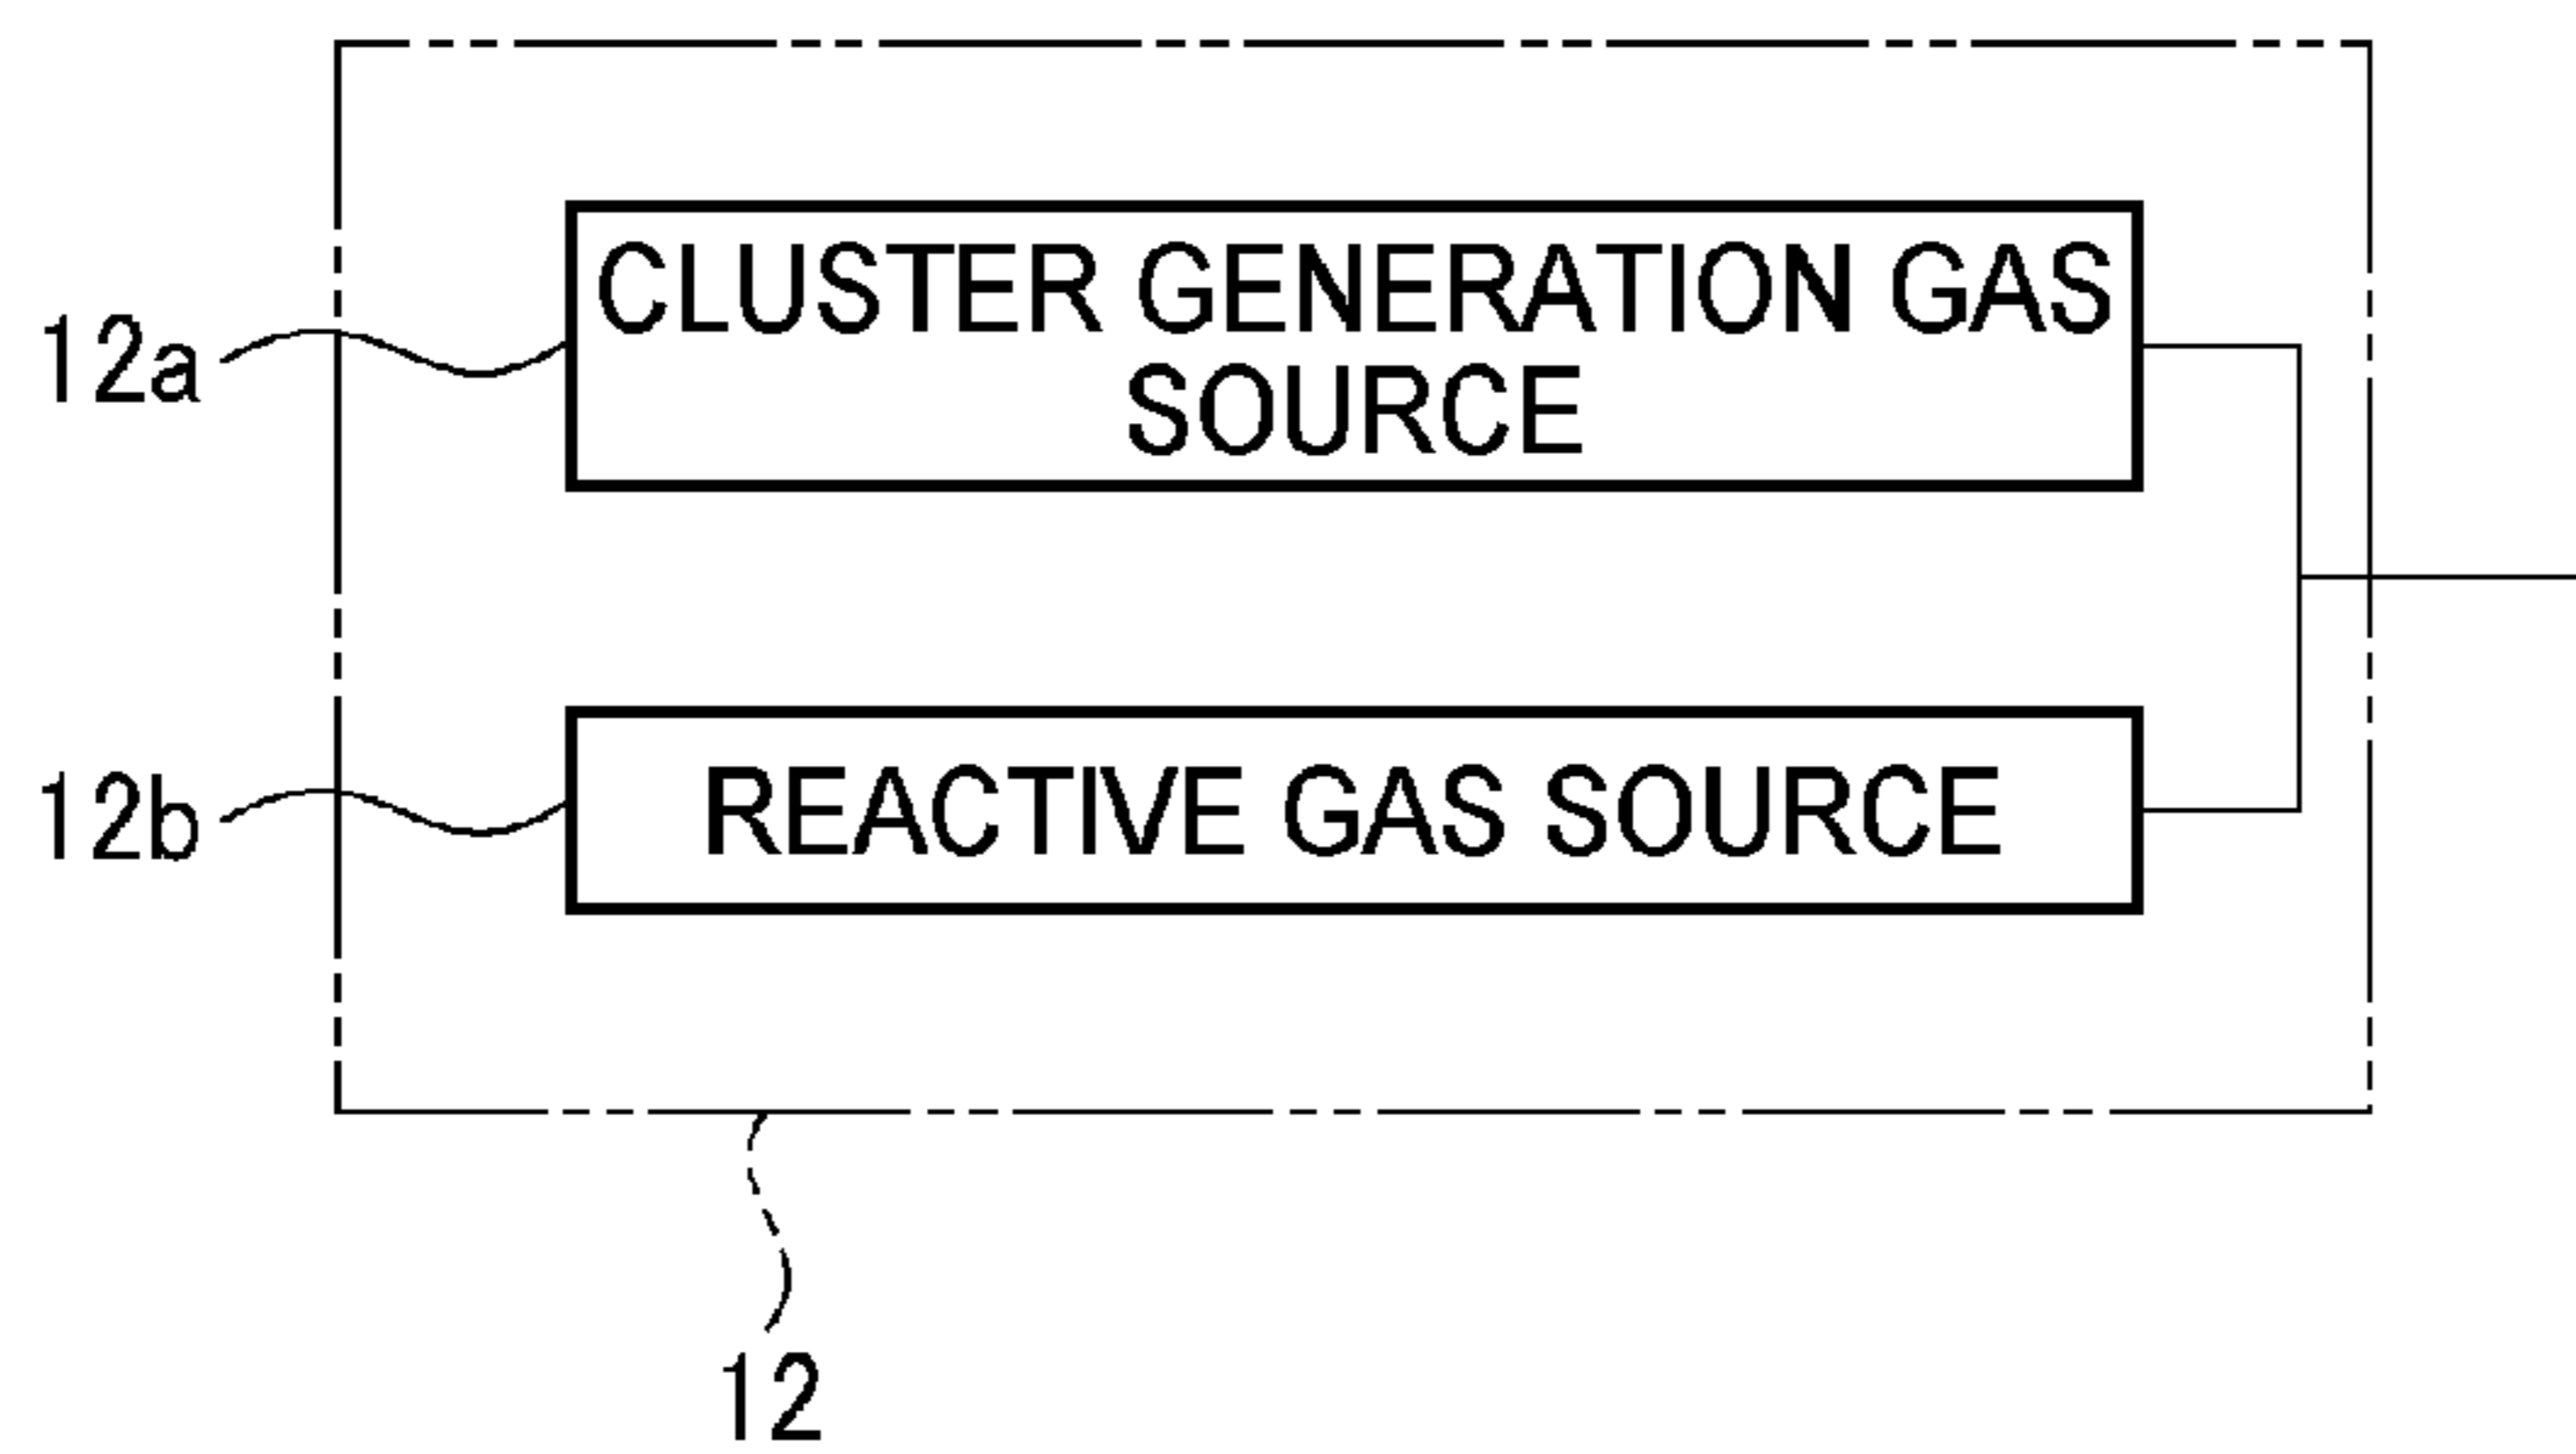 CLUSTER GENERATION GAS
SOURCE
12a
REACTIVE GAS SOURCE
12b
12